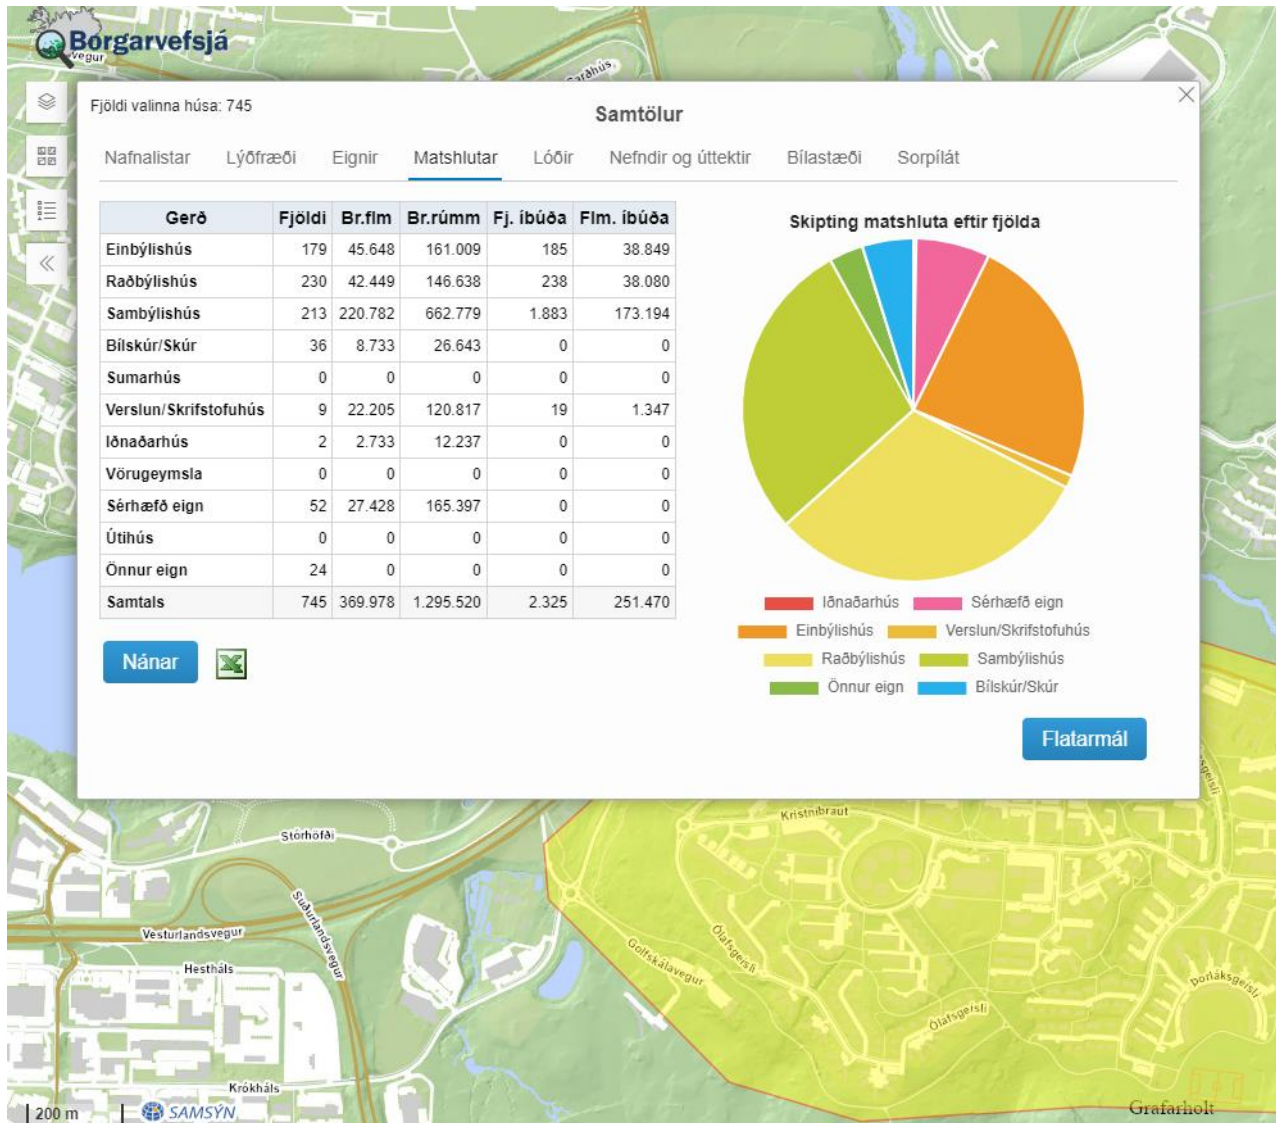 Borgarvefsjá
vegur
Garðhús
Fjöldi valinna húsa: 745
Samtölur
Nafnalistar Lýðfræði Eignir Matshlutar Lóðir Nefndir og úttektir Bílastæði Sorpílát
Gerð Fjöldi Br.flm Br.rúmm Fj. íbúða Flm. íbúða
Einbýlishús 179 45.648 161.009 185 38.849
Raðbýlishús 230 42.449 146.638 238 38.080
Sambýlishús 213 220.782 662.779 1.883 173.194
Bílskúr/Skúr 36 8.733 26.643 0 0
Sumarhús 0 0 0 0 0
Verslun/Skrifstofuhús 9 22.205 120.817 19 1.347
Iðnaðarhús 2 2.733 12.237 0 0
Vörugeymsla 0 0 0 0 0
Sérhæfð eign 52 27.428 165.397 0 0
Útihús 0 0 0 0 0
Önnur eign 24 0 0 0 0
Samtals 745 369.978 1.295.520 2.325 251.470
Skipting matshluta eftir fjölda
Iðnaðarhús Sérhæfð eign
Einbýlishús Verslun/Skrifstofuhús
Raðbýlishús Sambýlishús
Önnur eign Bílskúr/Skúr
Nánar
Flatarmál
Kristnibraut
Stórhöfði
Suðurlandsvegur
Vesturlandsvegur
Ólafsgeisli
Golfskálavegur
Hestháls
Þorláksgeisli
Ólafsgeisli
Krókháls
200 m
SAMSÝN
Grafarholt